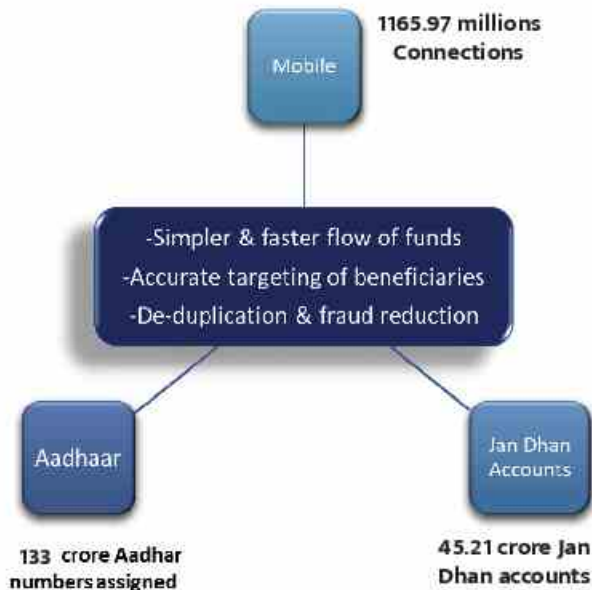 1165.97 millions
Connections
Mobile
-Simpler & faster flow of funds
-Accurate targeting of beneficiaries
-De-duplication & fraud reduction
Aadhaar
133 crore Aadhar
numbers assigned
Jan Dhan
Accounts
45.21 crore Jan
Dhan accounts